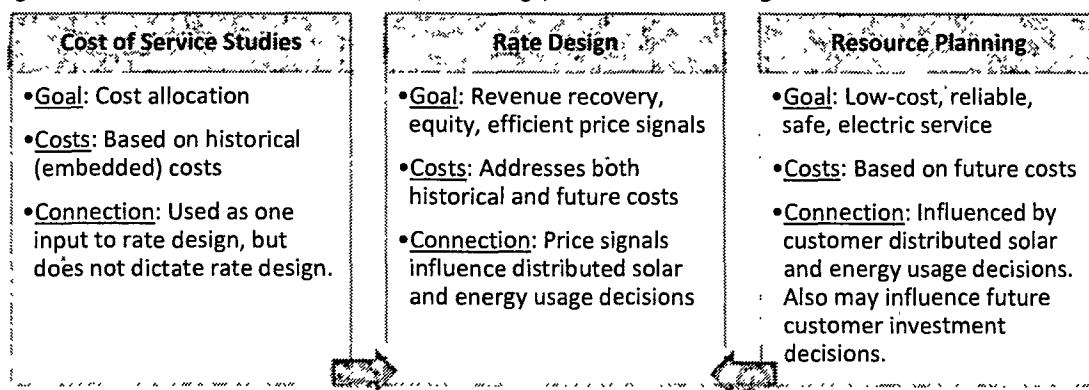 Cost of Service Studies
•Goal: Cost allocation
•Costs: Based on historical
(embedded) costs
•Connection: Used as one
input to rate design, but
does not dictate rate design.
Rate Design
•Goal: Revenue recovery,
equity, efficient price signals
•Costs: Addresses both
historical and future costs
•Connection: Price signals
influence distributed solar
and energy usage decisions
Resource Planning
•Goal: Low-cost, reliable,
safe, electric service
•Costs: Based on future costs
•Connection: Influenced by
customer distributed solar
and energy usage decisions.
Also may influence future
customer investment
decisions.